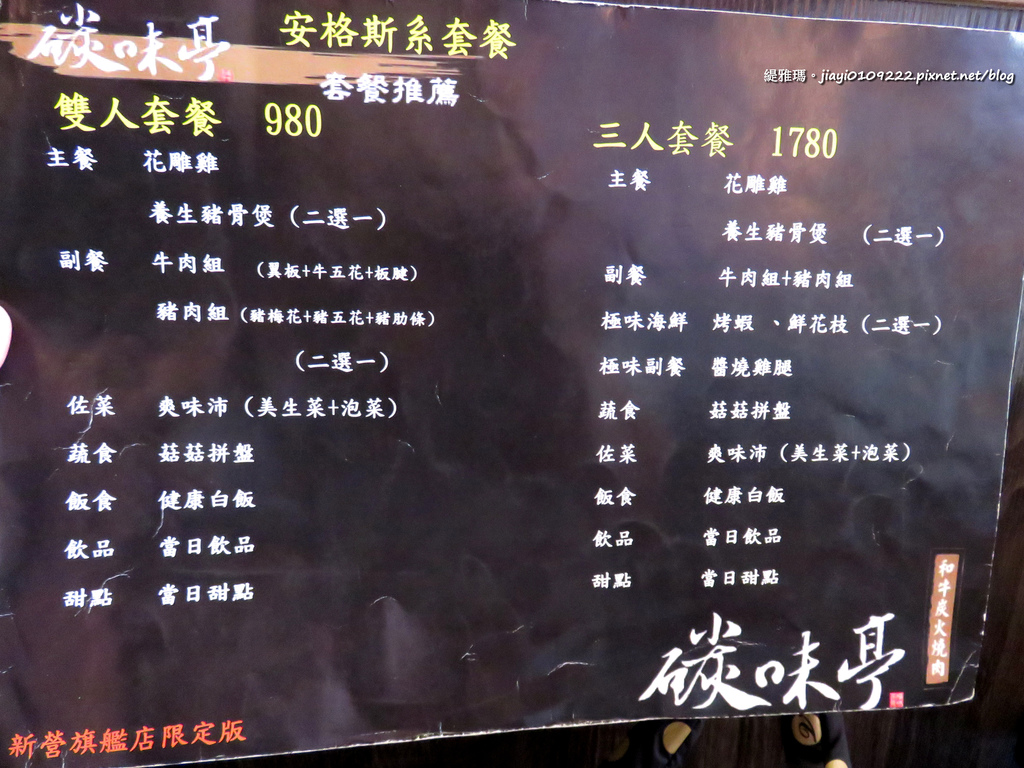 碳味亭
安格斯系套餐
套餐推薦
緹雅瑪。jiayi0109222.pixnet.net/blog
雙人套餐 980
主餐 花雕雞
養生豬骨煲（二選一）
副餐 牛肉組（翼板+牛五花+板腱）
豬肉組（豬梅花+豬五花+豬肋條）
（二選一）
佐菜 爽味沛（美生菜+泡菜）
蔬食 菇菇拼盤
飯食 健康白飯
飲品 當日飲品
甜點 當日甜點
三人套餐 1780
主餐 花雕雞
養生豬骨煲（二選一）
副餐 牛肉組+豬肉組
極味海鮮 烤蝦、鮮花枝（二選一）
極味副餐 醬燒雞腿
蔬食 菇菇拼盤
佐菜 爽味沛（美生菜+泡菜）
飯食 健康白飯
飲品 當日飲品
甜點 當日甜點
和牛炭火燒肉
碳味亭
新營旗艦店限定版